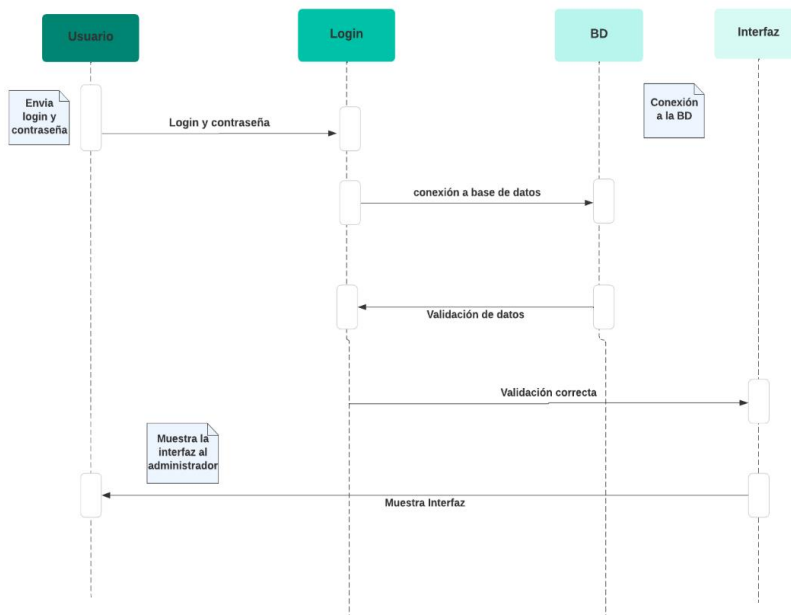 Usuario
Login
BD
Interfaz
Envia
login y
contraseña
Conexión
a la BD
Login y contraseña
conexión a base de datos
Validación de datos
Validación correcta
Muestra la
interfaz al
administrador
Muestra Interfaz